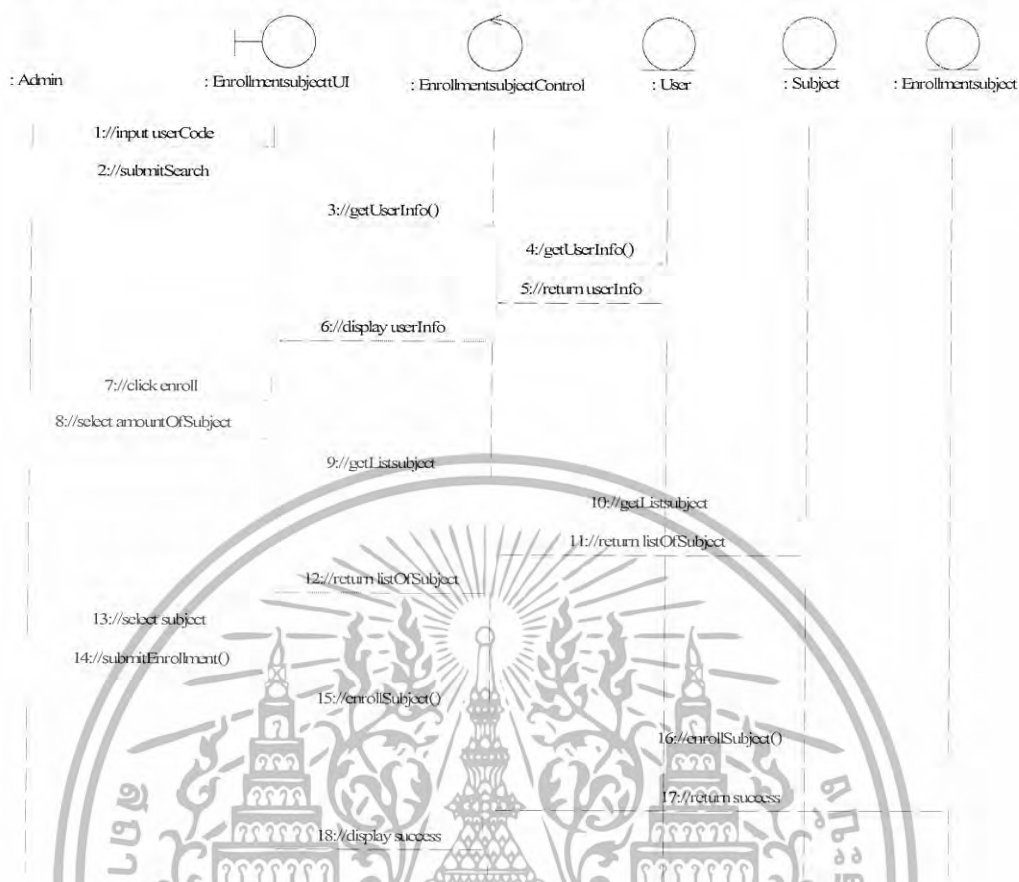 : Admin
: EnrollmentsubjecttUI
: EnrollmentsubjectControl
: User
: Subject
: Enrollmentsubject
1://input userCode
2://submitSearch
3://getUserInfo()
4:/getUserInfo()
5://return userInfo
6://display userInfo
7://click enroll
8://select amountOfSubject
9://getListsubject
10://getListsubject
11://return listOfSubject
12://return listOfSubject
13://select subject
14://submitEnrollment()
15://enrollSubject()
16://enrollSubject()
17://return success
18://display success